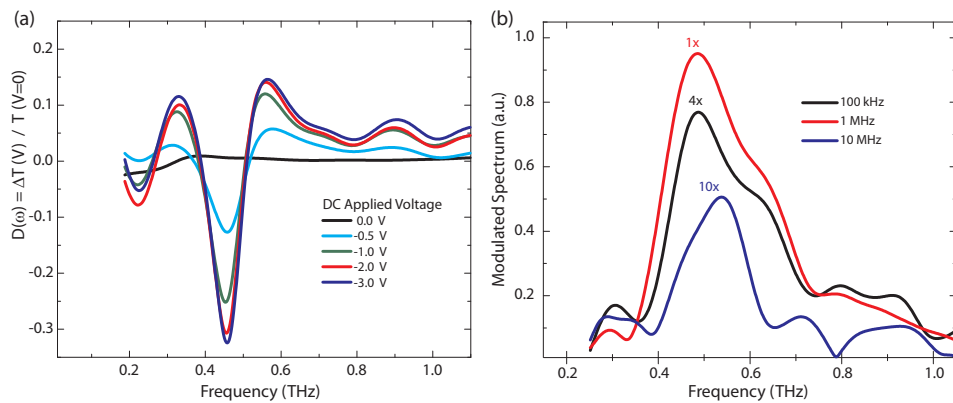 (a)
D(ω) = ΔT (V) / T (V=0)
0.2
0.1
0.0
-0.1
-0.2
-0.3
DC Applied Voltage
0.0 V
-0.5 V
-1.0 V
-2.0 V
-3.0 V
0.2 0.4 0.6 0.8 1.0
Frequency (THz)
(b)
Modulated Spectrum (a.u.)
1.0
0.8
0.6
0.4
0.2
1x
4x
10x
100 kHz
1 MHz
10 MHz
0.2 0.4 0.6 0.8 1.0
Frequency (THz)